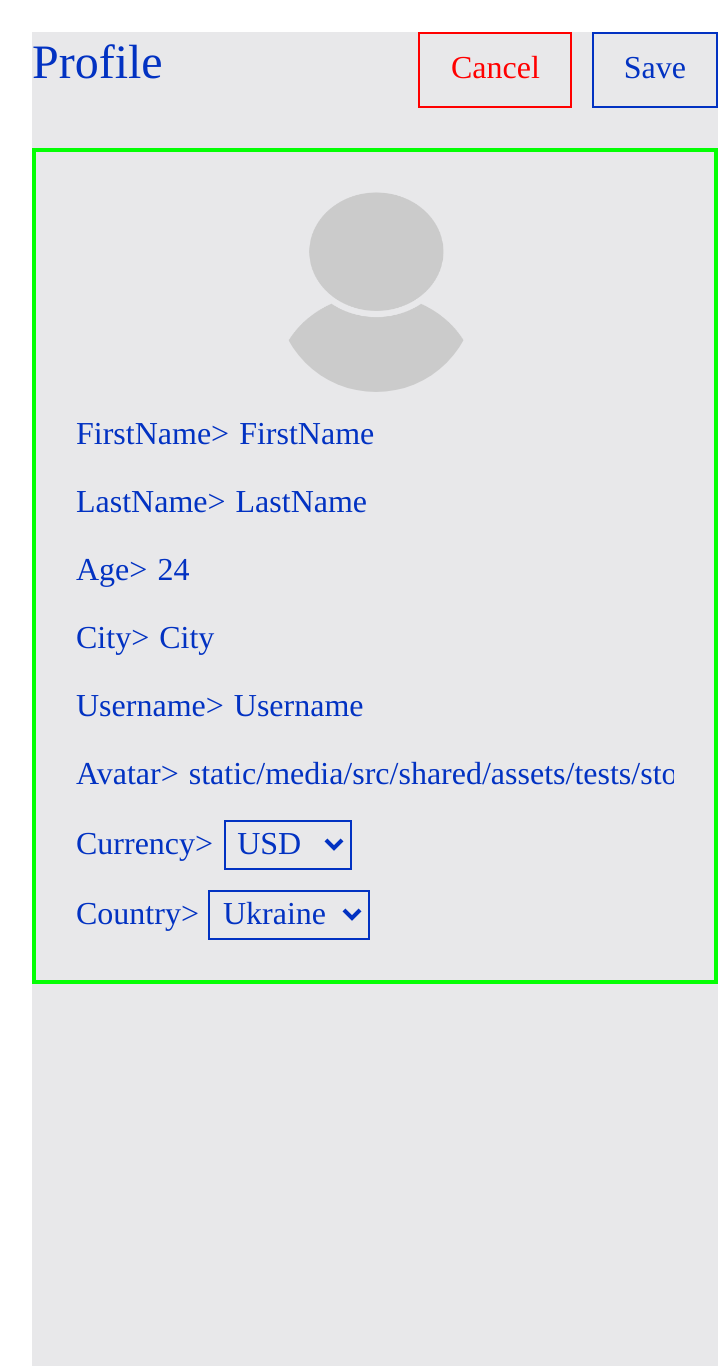 Profile
Cancel
Save
FirstName> FirstName
LastName> LastName
Age> 24
City> City
Username> Username
Avatar> static/media/src/shared/assets/tests/sto
Currency> USD
Country> Ukraine